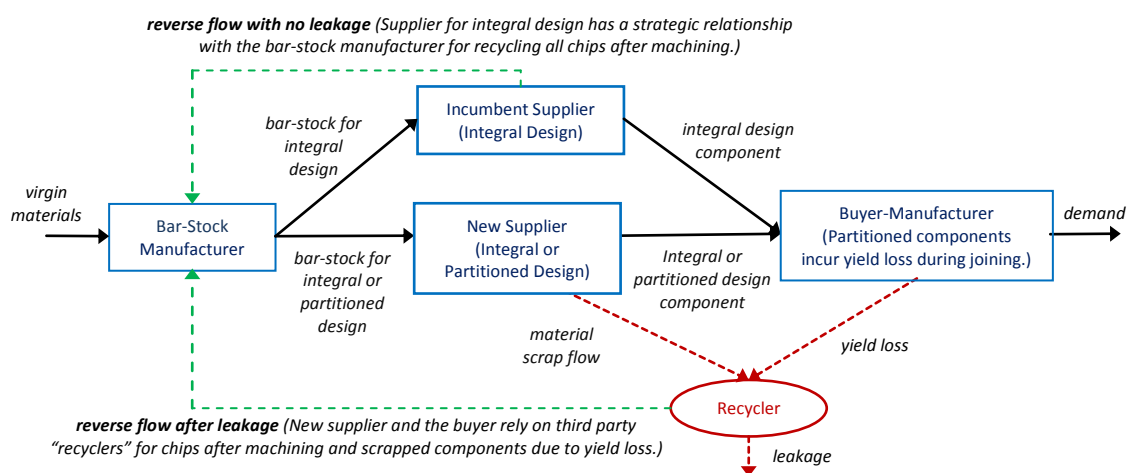 reverse flow with no leakage (Supplier for integral design has a strategic relationship
with the bar-stock manufacturer for recycling all chips after machining.)
Incumbent Supplier
(Integral Design)
bar-stock for
integral
design
integral design
component
virgin
materials
Bar-Stock
Manufacturer
New Supplier
(Integral or
Partitioned Design)
Buyer-Manufacturer
(Partitioned components
incur yield loss during joining.)
demand
bar-stock for
integral or
partitioned
design
Integral or
partitioned design
component
material
scrap flow
yield loss
Recycler
reverse flow after leakage (New supplier and the buyer rely on third party
“recyclers” for chips after machining and scrapped components due to yield loss.)
leakage